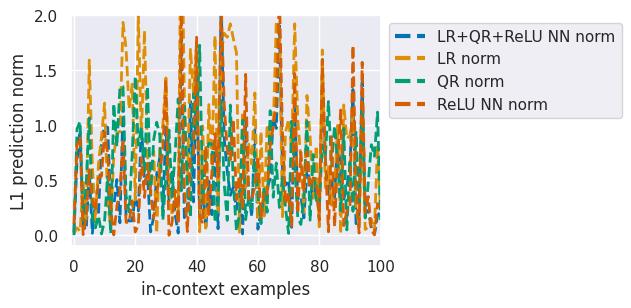 L1 prediction norm
2.0
1.5
1.0
0.5
0.0
0
20
40
60
80
100
in-context examples
LR+QR+ReLU NN norm
LR norm
QR norm
ReLU NN norm